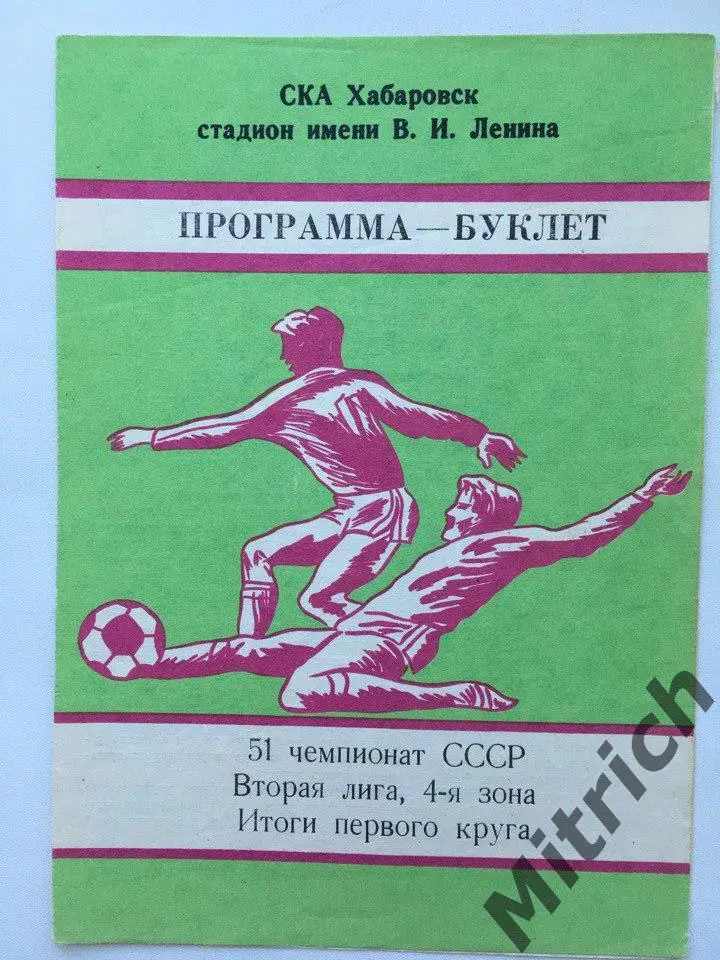 СКА Хабаровск
стадион имени В. И. Ленина
ПРОГРАММА — БУКЛЕТ
51 чемпионат СССР
Вторая лига, 4-я зона
Итоги первого круга
Mitrich